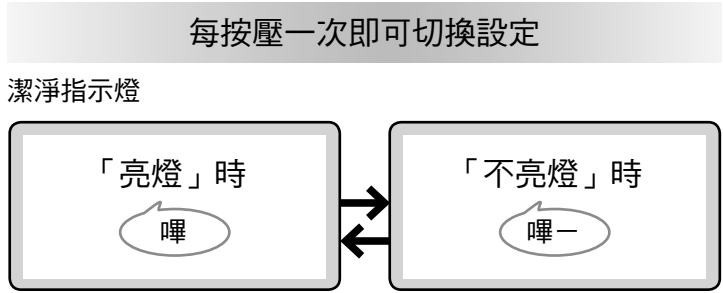 每按壓一次即可切換設定
潔淨指示燈
「亮燈」時
嗶
「不亮燈」時
嗶－